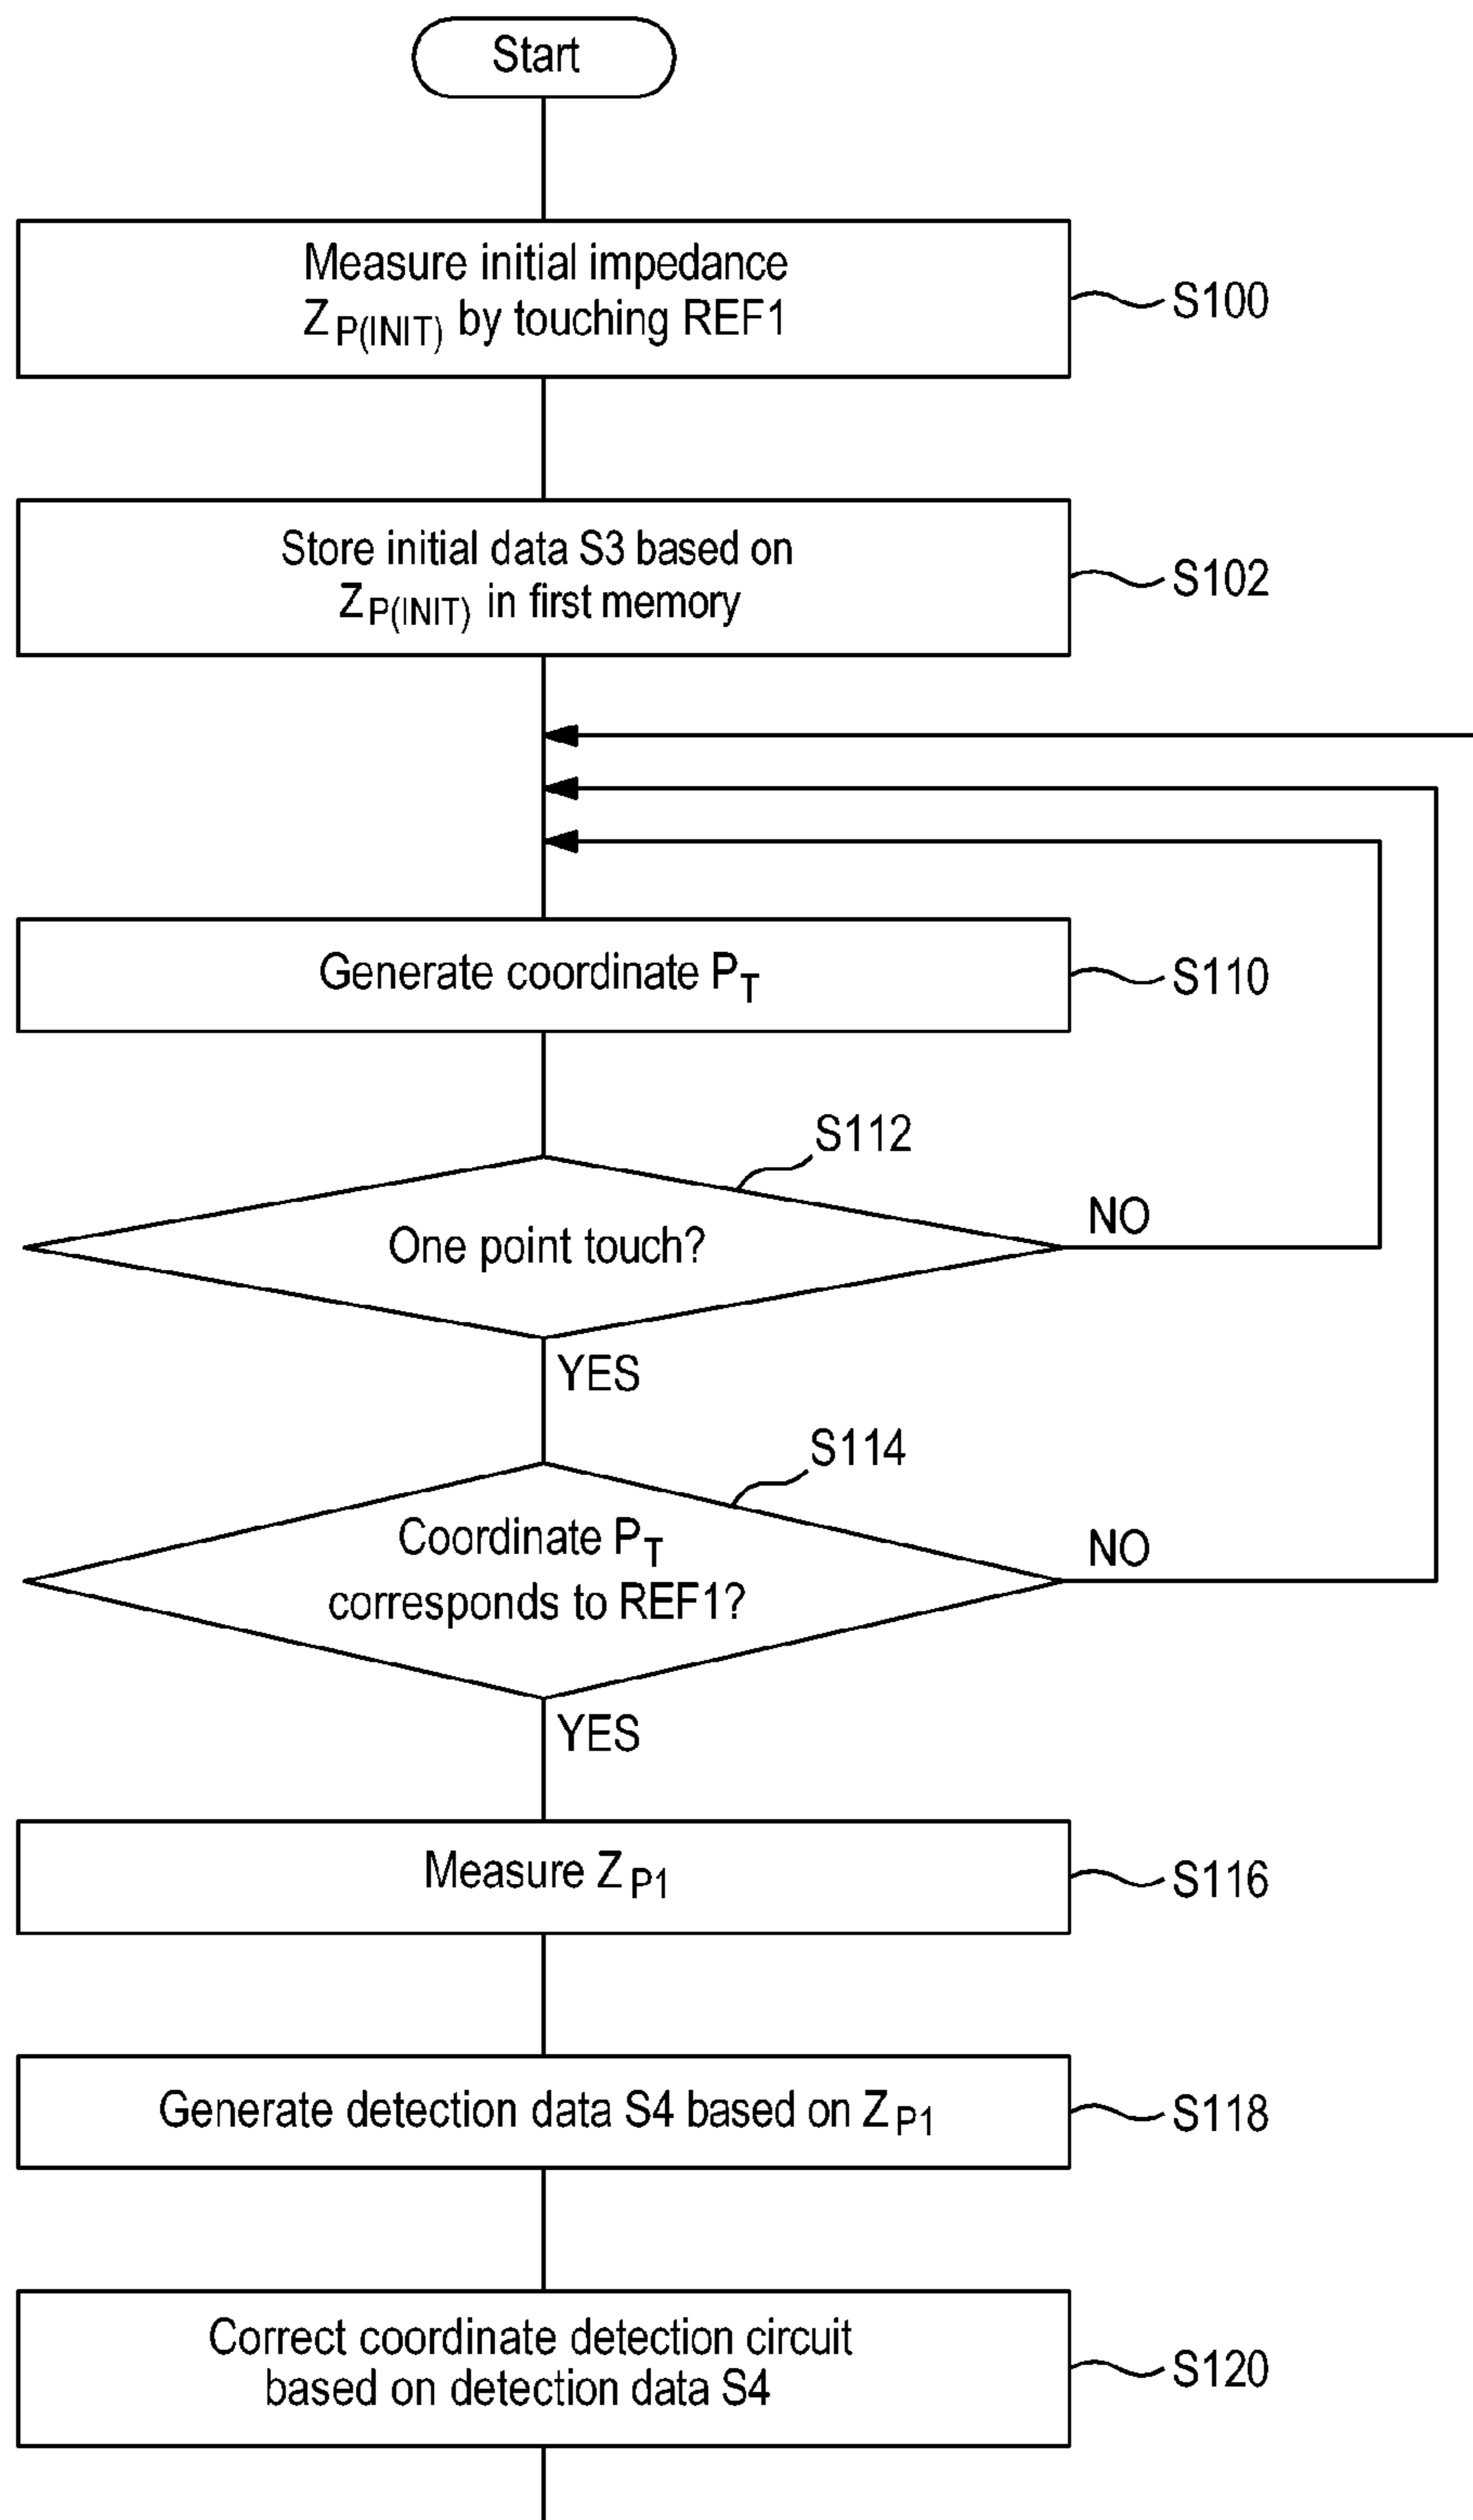 Start
Measure initial impedance
ZP(INIT) by touching REF1
S100
Store initial data S3 based on
ZP(INIT) in first memory
S102
Generate coordinate PT
S110
S112
One point touch?
NO
YES
S114
Coordinate PT
corresponds to REF1?
NO
YES
Measure ZP1
S116
Generate detection data S4 based on ZP1
S118
Correct coordinate detection circuit
based on detection data S4
S120